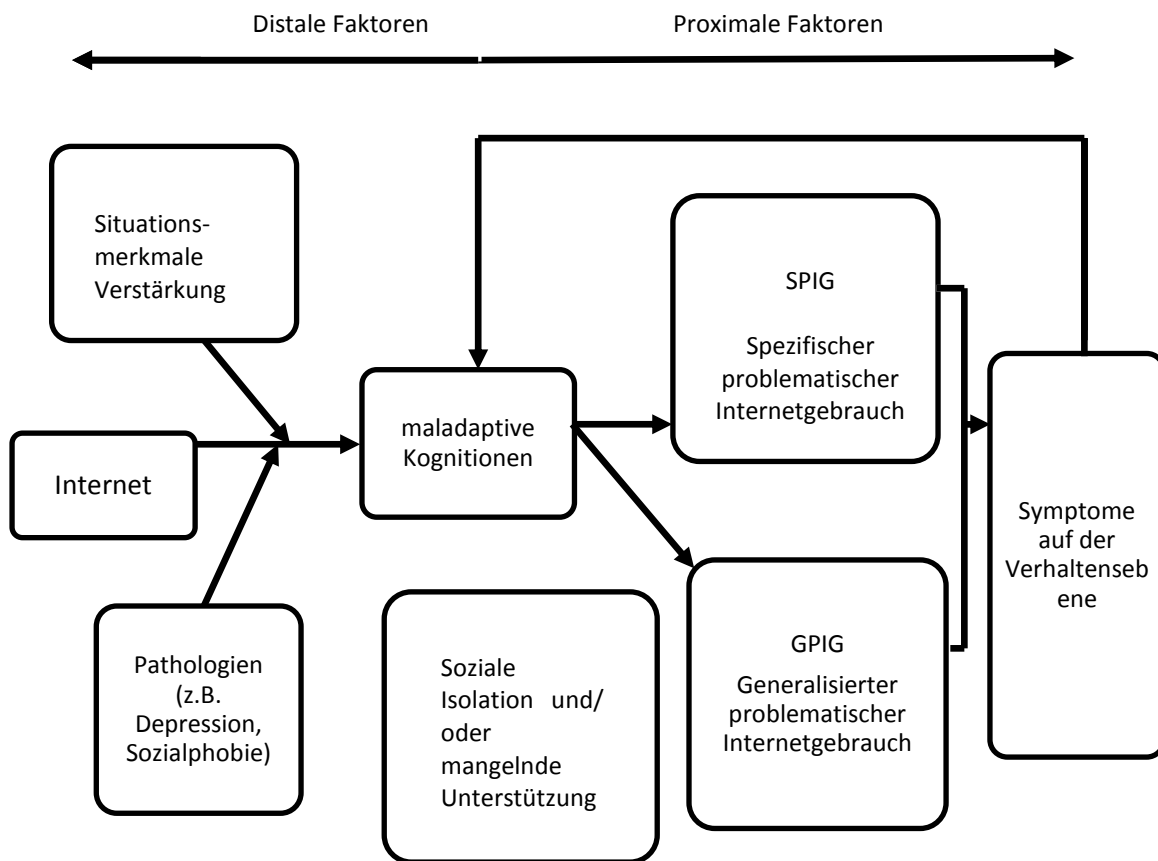 Distale Faktoren
Proximale Faktoren
Situations-
merkmale
Verstärkung
SPIG
Spezifischer
problematischer
Internetgebrauch
maladaptive
Kognitionen
Internet
Symptome
auf der
Verhaltenseb
ene
Pathologien
(z.B.
Depression,
Sozialphobie)
Soziale
Isolation und/
oder
mangelnde
Unterstützung
GPIG
Generalisierter
problematischer
Internetgebrauch